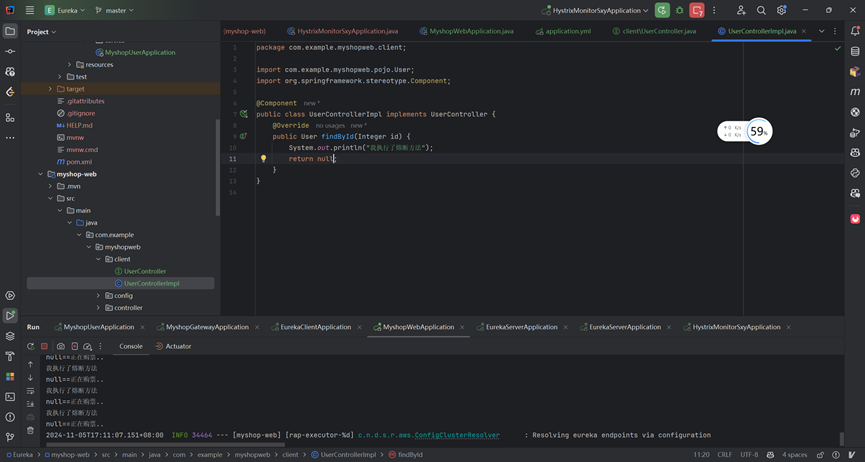 Eureka
master
HystrixMonitorSxyApplication
Project
(myshop-web)
HystrixMonitorSxyApplication.java
MyshopWebApplication.java
application.yml
client\UserController.java
UserControllerImpl.java
MyshopUserApplication
resources
test
target
.gitattributes
.gitignore
HELP.md
mvnw
mvnw.cmd
pom.xml
myshop-web
.mvn
src
main
java
com.example
myshopweb
client
UserController
UserControllerImpl
config
controller
1 package com.example.myshopweb.client;
2
3 import com.example.myshopweb.pojo.User;
4 import org.springframework.stereotype.Component;
5
6 @Component new *
7 public class UserControllerImpl implements UserController {
8 @Override no usages new *
9 public User findById(Integer id) {
10 System.out.println("我执行了熔断方法");
11 return null;
12 }
13 }
14
↑ 0 K/s
↓ 0 K/s
59%
Run
MyshopUserApplication
MyshopGatewayApplication
EurekaClientApplication
MyshopWebApplication
EurekaServerApplication
EurekaServerApplication
HystrixMonitorSxyApplication
Console
Actuator
null==正在购票..
我执行了熔断方法
null==正在购票..
我执行了熔断方法
null==正在购票..
我执行了熔断方法
null==正在购票..
2024-11-05T17:11:07.151+08:00 INFO 34464 --- [myshop-web] [rap-executor-%d] c.n.d.s.r.aws.ConfigClusterResolver : Resolving eureka endpoints via configuration
Eureka > myshop-web > src > main > java > com > example > myshopweb > client > UserControllerImpl > findById
11:20 CRLF UTF-8 4 spaces